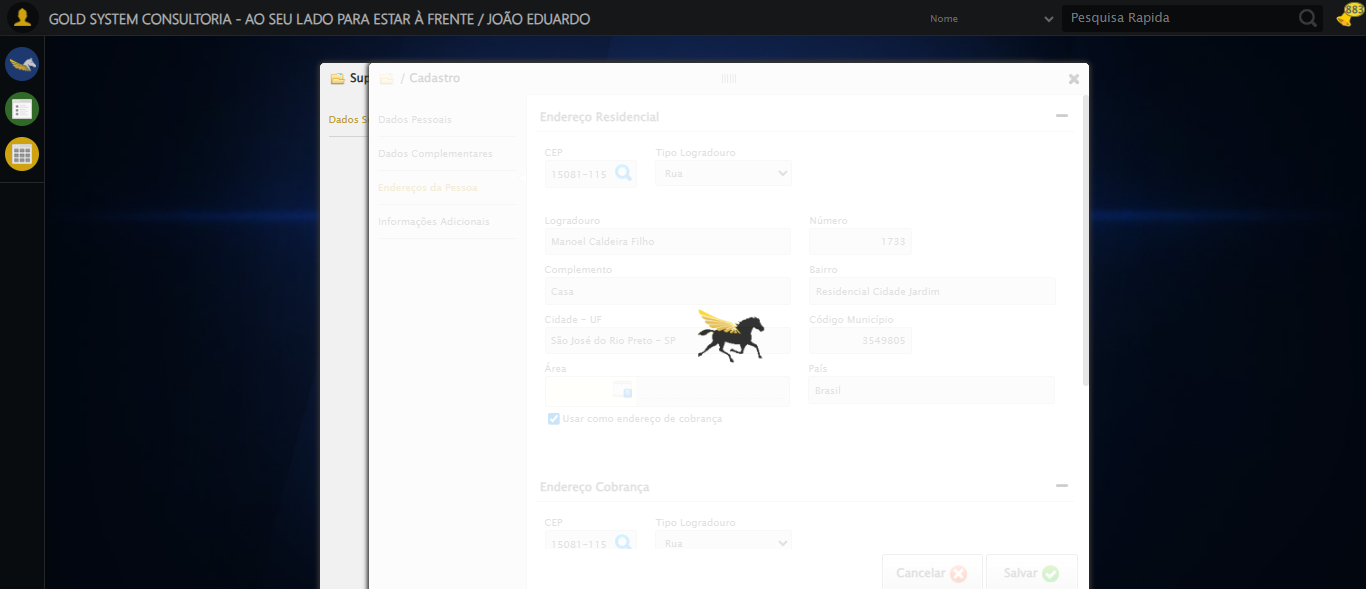 GOLD SYSTEM CONSULTORIA - AO SEU LADO PARA ESTAR À FRENTE / JOÃO EDUARDO
Nome
Pesquisa Rapida
883
Sup
/ Cadastro
Dados S
Dados Pessoais
Dados Complementares
Endereços da Pessoa
Informações Adicionais
Endereço Residencial
CEP Tipo Logradouro
15081-115 Rua
Logradouro Número
Manoel Caldeira Filho 1733
Complemento Bairro
Casa Residencial Cidade Jardim
Cidade - UF Código Município
São José do Rio Preto - SP 3549805
Área País
Brasil
Usar como endereço de cobrança
Endereço Cobrança
CEP Tipo Logradouro
15081-115 Rua
Cancelar Salvar